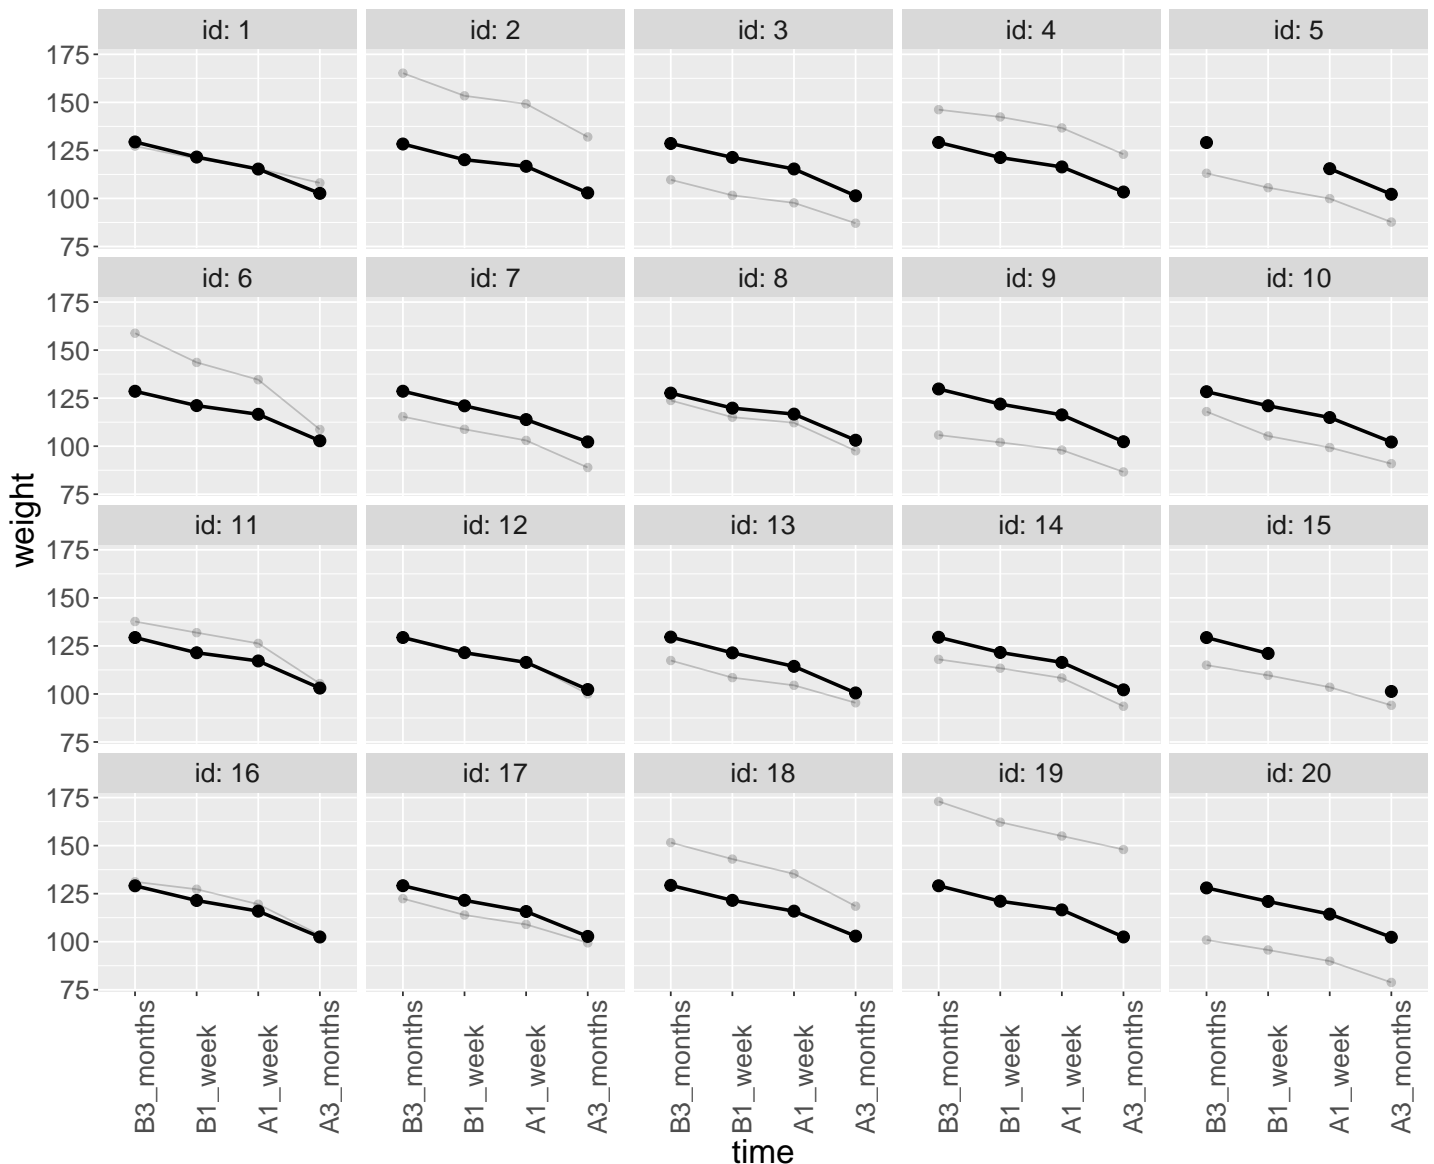 id: 1
id: 2
id: 3
id: 4
id: 5
175
150
125
100
75
id: 6
id: 7
id: 8
id: 9
id: 10
175
150
125
100
75
id: 11
id: 12
id: 13
id: 14
id: 15
175
150
125
100
75
id: 16
id: 17
id: 18
id: 19
id: 20
175
150
125
100
75
weight
B3_months
B1_week
A1_week
A3_months
B3_months
B1_week
A1_week
A3_months
B3_months
B1_week
A1_week
A3_months
B3_months
B1_week
A1_week
A3_months
B3_months
B1_week
A1_week
A3_months
time